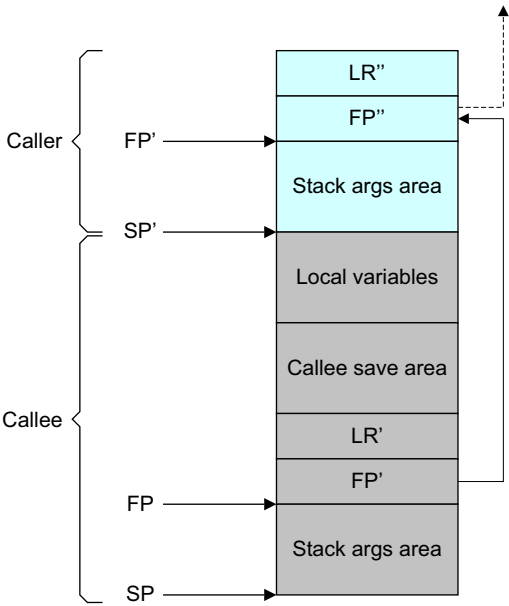 LR’’
FP’’
Caller
FP’
Stack args area
SP’
Local variables
Callee save area
Callee
LR’
FP’
FP
Stack args area
SP